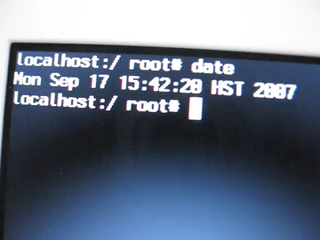 localhost:/ root# date
Mon Sep 17 15:42:20 HST 2007
localhost:/ root#